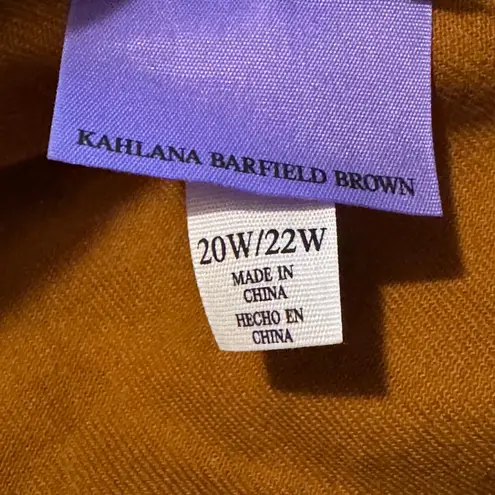 KAHLANA BARFIELD BROWN
20W/22W
MADE IN
CHINA
HECHO EN
CHINA